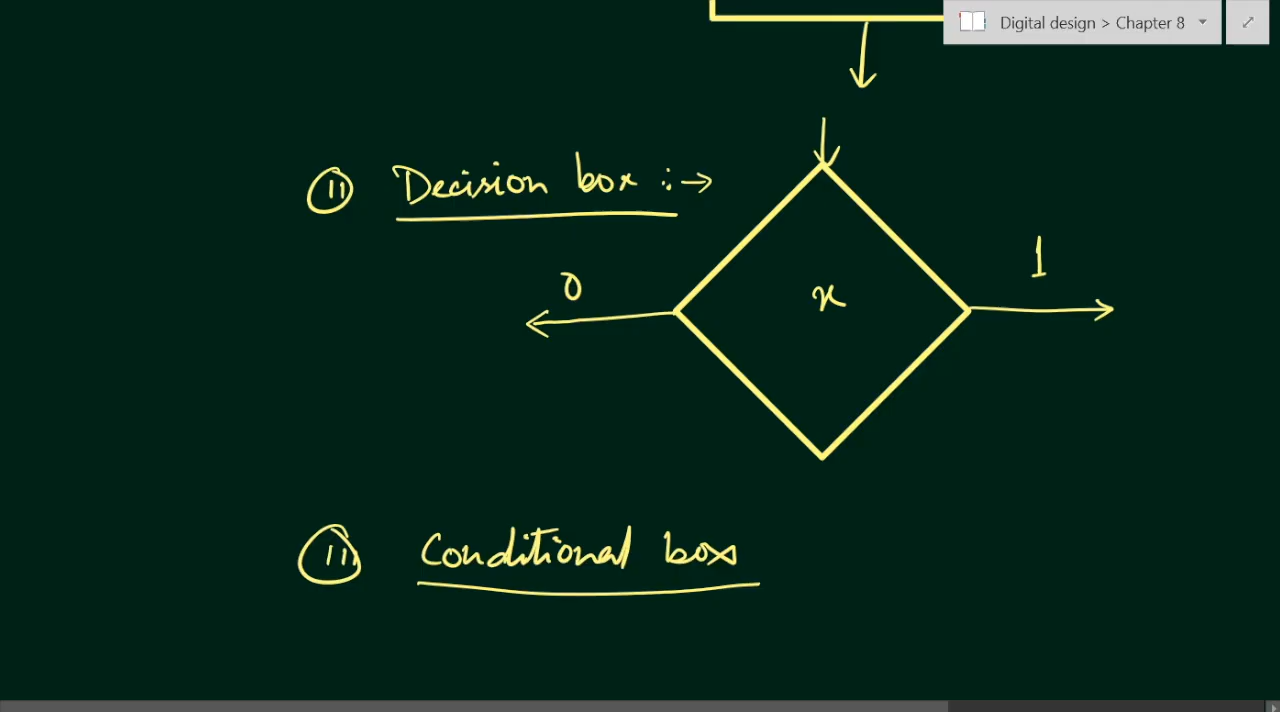 Digital design > Chapter 8
(ii) Decision box :→
0
x
1
(iii) Conditional box